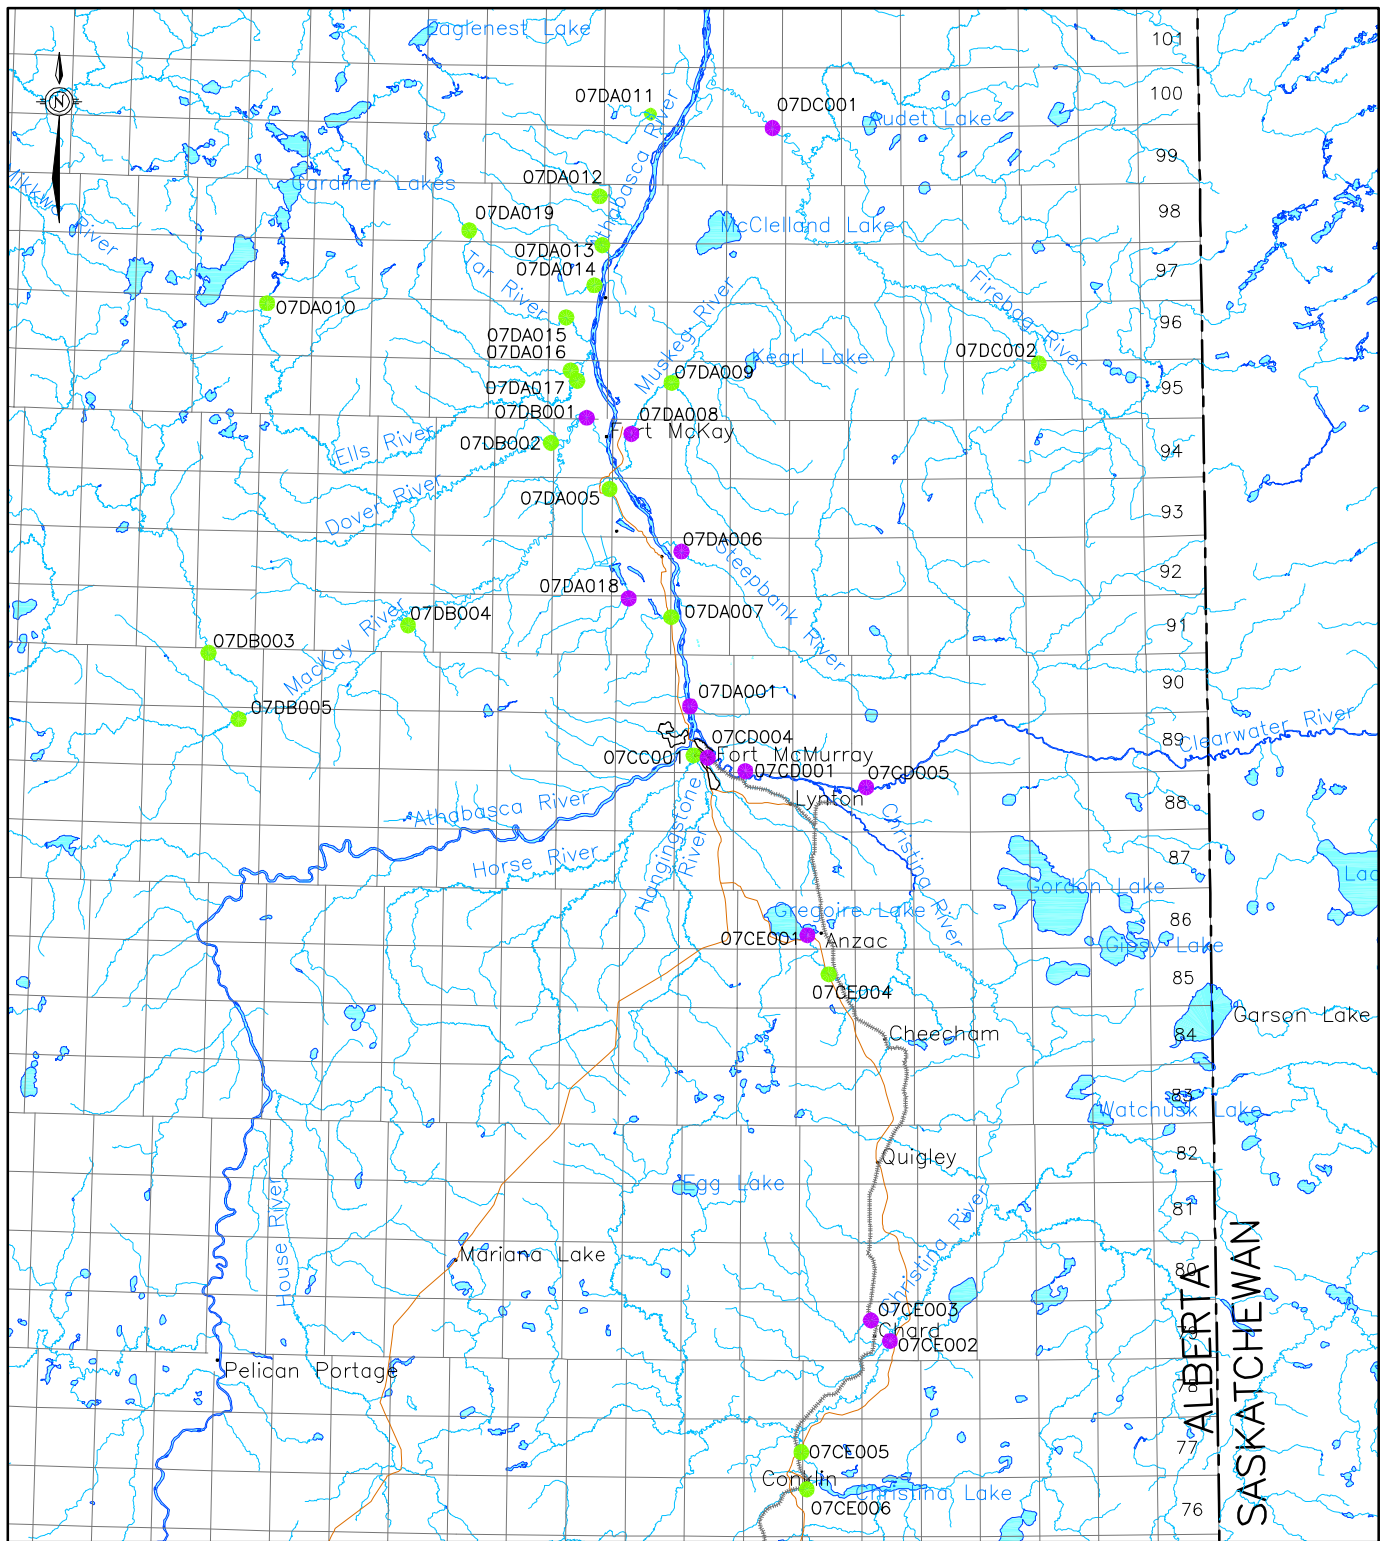 Eaglenest Lake
101
100
07DA011
07DC001
Audet Lake
99
N
Athabasca River
07DA012
Gardiner Lakes
98
07DA019
McClelland Lake
River
07DA013
07DA014
Tar River
97
Firebag River
07DA010
Muskeg River
96
07DA015
07DA016
Kearl Lake
07DC002
07DA009
07DA017
95
07DB001
07DA008
Fort McKay
Ells River
07DB002
94
Dover River
07DA005
93
07DA006
Steepbank River
92
07DA018
07DB004
07DA007
91
MacKay River
07DB003
90
07DA001
07DB005
Clearwater River
07CD004
89
07CC001
Fort McMurray
07CD001
07CD005
Lynton
88
Athabasca River
Christina River
Hangingstone River
Horse River
87
Gordon Lake
Gregoire Lake
86
07CE001
Anzac
Gipsy Lake
85
07CE004
Garson Lake
Cheecham
84
83
Watchusk Lake
82
Quigley
Egg Lake
81
House River
Christina River
Mariana Lake
80
ALBERTA
SASKATCHEWAN
07CE003
Chard
79
07CE002
Pelican Portage
78
77
07CE005
Conklin
Christina Lake
07CE006
76